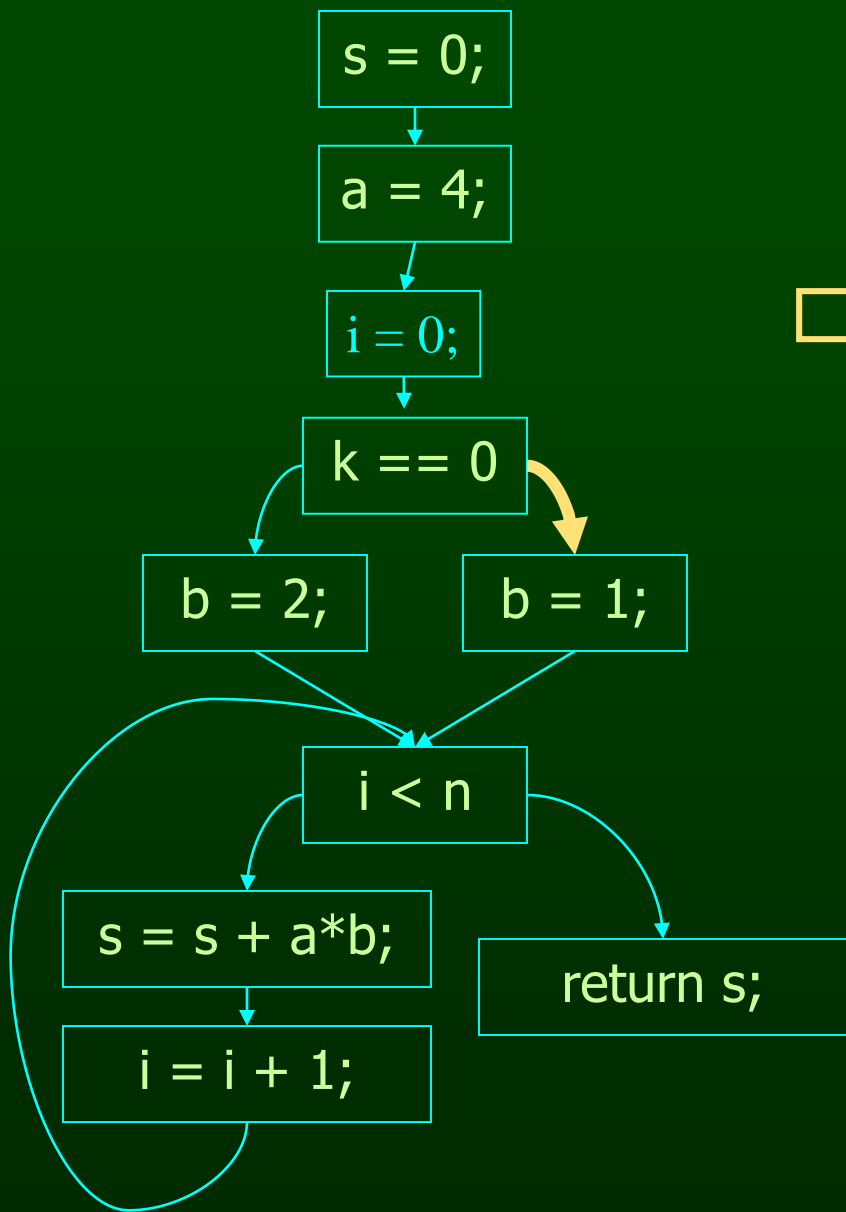 s = 0;
a = 4;
i = 0;
k == 0
b = 2;
b = 1;
i < n
s = s + a*b;
return s;
i = i + 1;